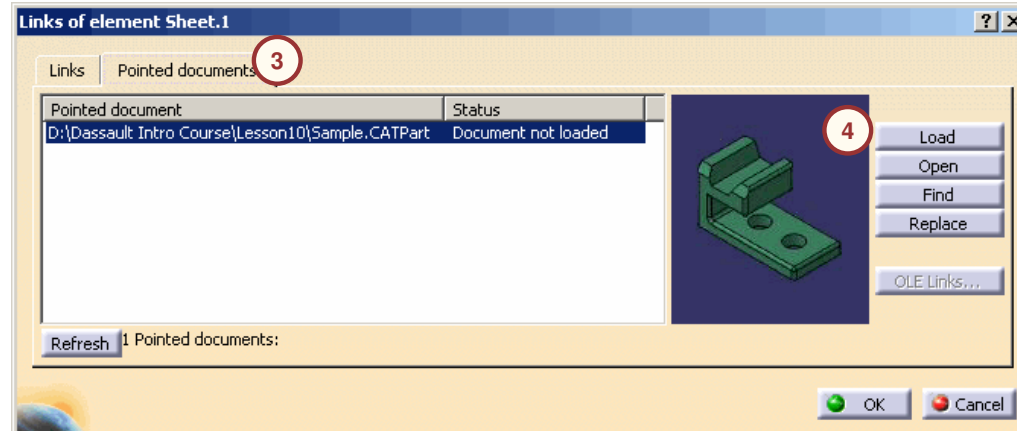 Links of element Sheet.1
? X
Links Pointed documents 3
Pointed document Status
D:\Dassault Intro Course\Lesson10\Sample.CATPart Document not loaded
4
Load
Open
Find
Replace
OLE Links...
Refresh 1 Pointed documents:
OK Cancel